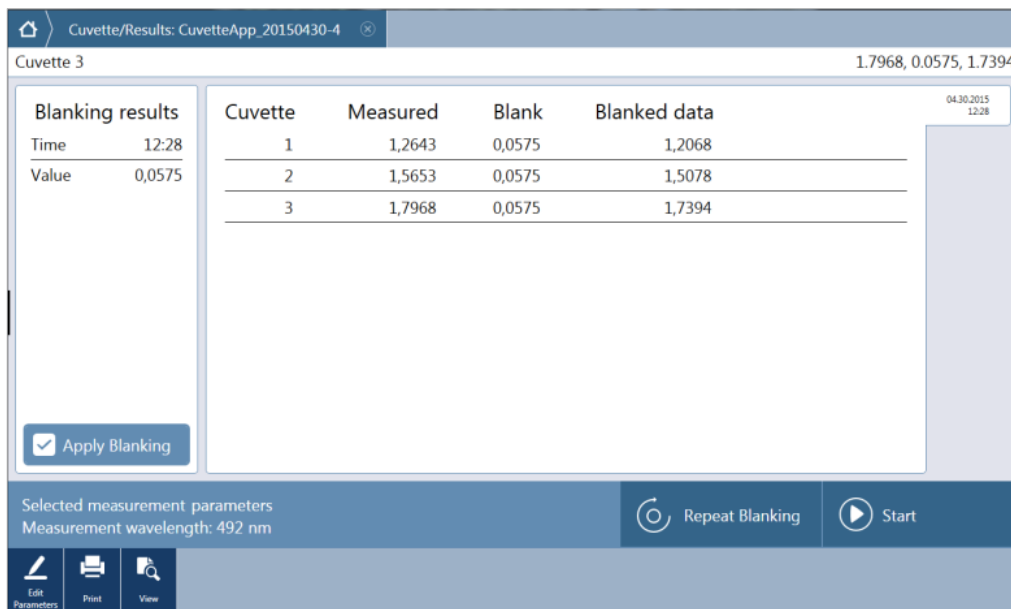 Cuvette/Results: CuvetteApp_20150430-4
Cuvette 3 1.7968, 0.0575, 1.7394
Blanking results
Time 12:28
Value 0,0575
Apply Blanking
Cuvette Measured Blank Blanked data
1 1,2643 0,0575 1,2068
2 1,5653 0,0575 1,5078
3 1,7968 0,0575 1,7394
04.30.2015
12:28
Selected measurement parameters
Measurement wavelength: 492 nm
Repeat Blanking
Start
Edit
Parameters
Print
View